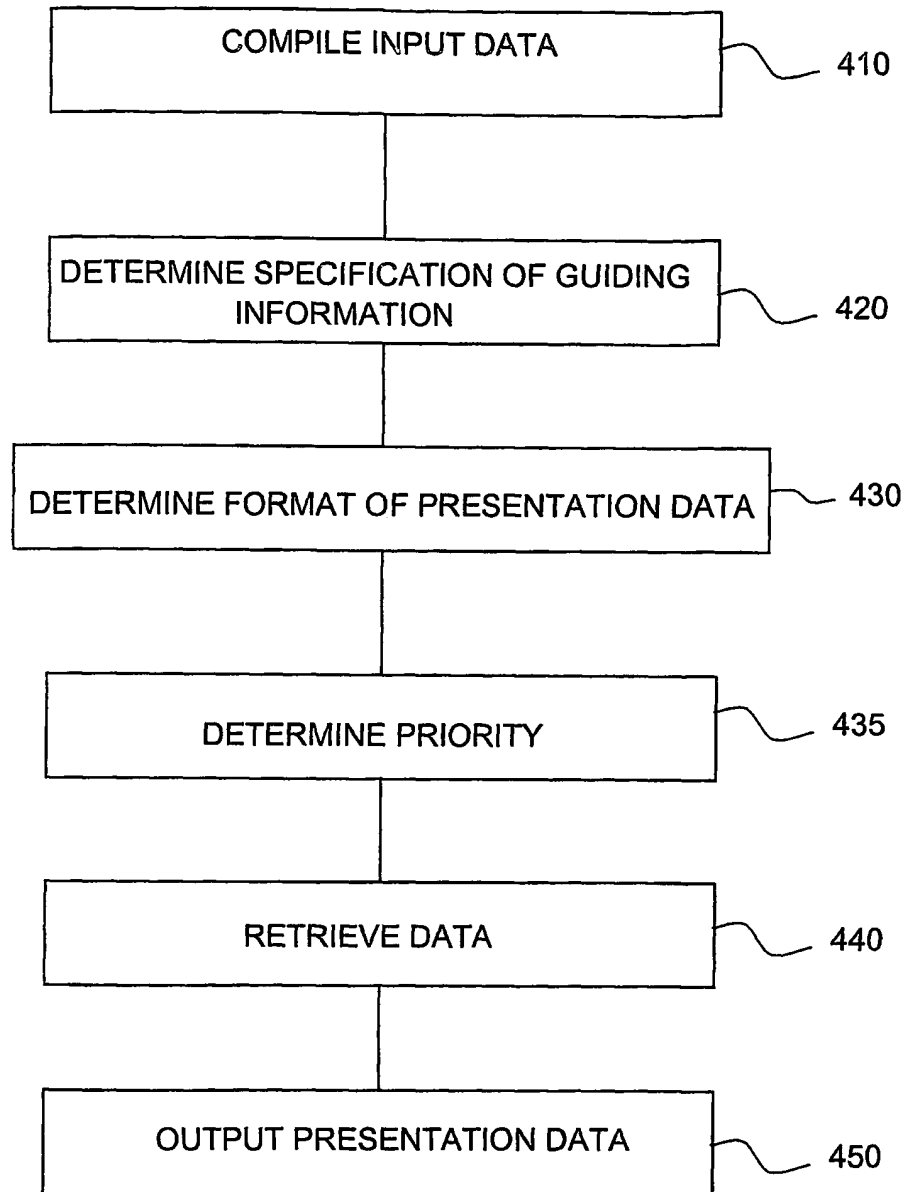 COMPILE INPUT DATA
410
DETERMINE SPECIFICATION OF GUIDING
INFORMATION
420
DETERMINE FORMAT OF PRESENTATION DATA
430
DETERMINE PRIORITY
435
RETRIEVE DATA
440
OUTPUT PRESENTATION DATA
450